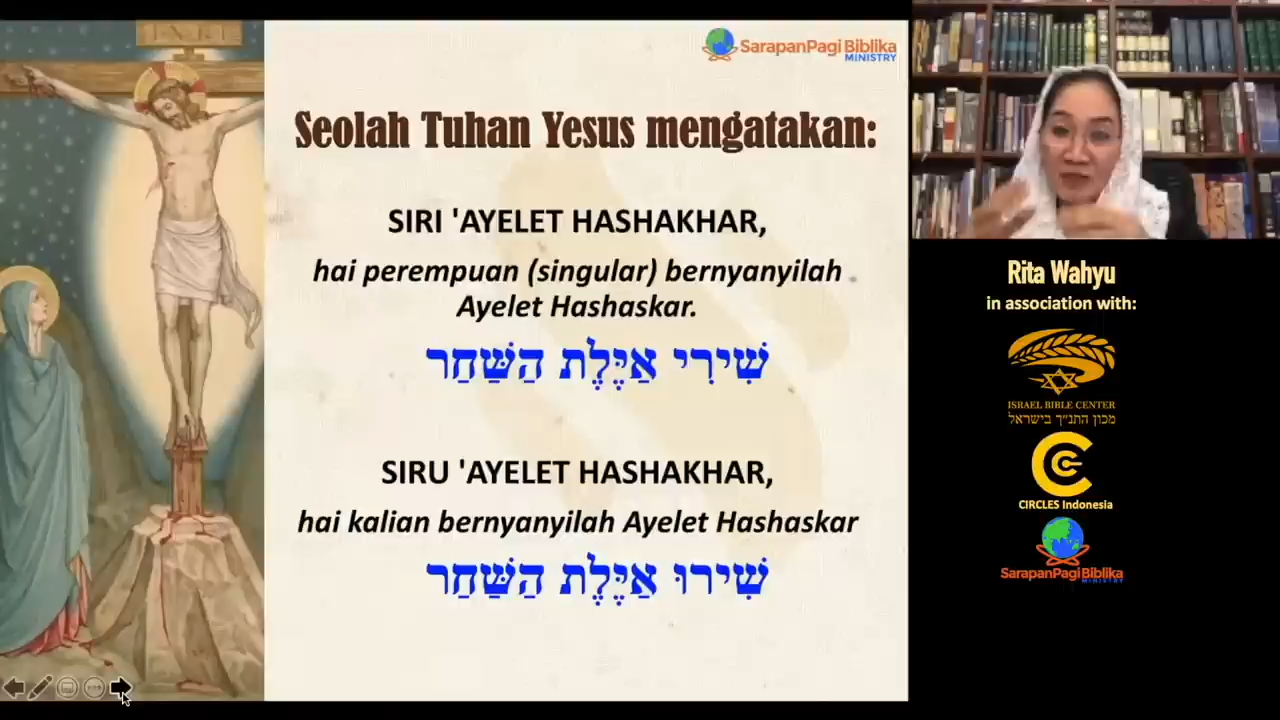 SarapanPagi Biblika
MINISTRY
Seolah Tuhan Yesus mengatakan:
SIRI 'AYELET HASHAKHAR,
hai perempuan (singular) bernyanyilah
Ayelet Hashaskar.
שִׁירִי אַיֶּלֶת הַשַּׁחַר
SIRU 'AYELET HASHAKHAR,
hai kalian bernyanyilah Ayelet Hashaskar
שִׁירוּ אַיֶּלֶת הַשַּׁחַר
Rita Wahyu
in association with:
ISRAEL BIBLE CENTER
מכון התנ"ך בישראל
CIRCLES Indonesia
SarapanPagi Biblika
MINISTRY